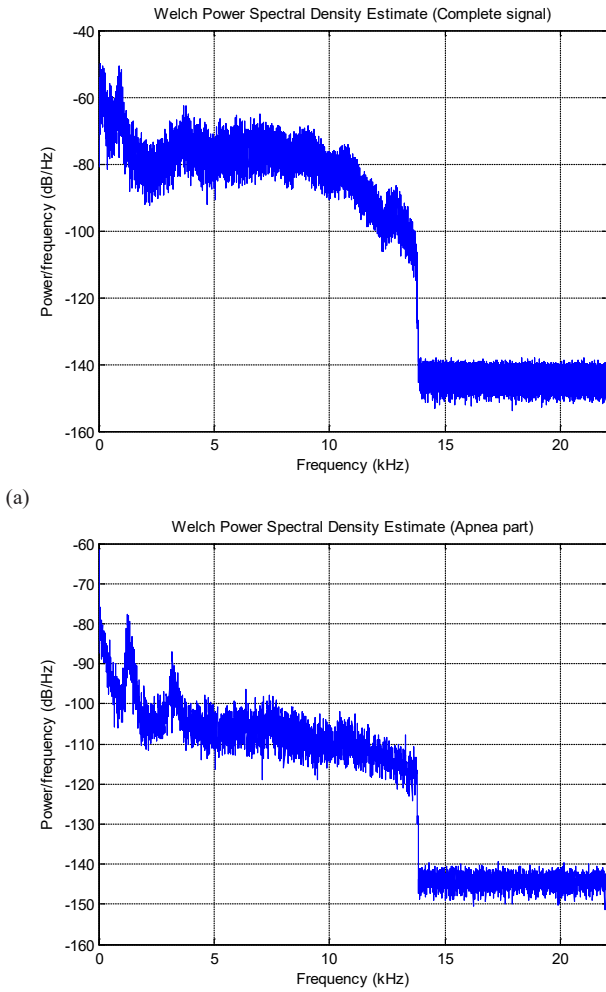 Welch Power Spectral Density Estimate (Complete signal)
-40
-60
-80
-100
-120
-140
-160
Power/frequency (dB/Hz)
0 5 10 15 20
Frequency (kHz)
(a)
Welch Power Spectral Density Estimate (Apnea part)
-60
-70
-80
-90
-100
-110
-120
-130
-140
-150
-160
Power/frequency (dB/Hz)
0 5 10 15 20
Frequency (kHz)